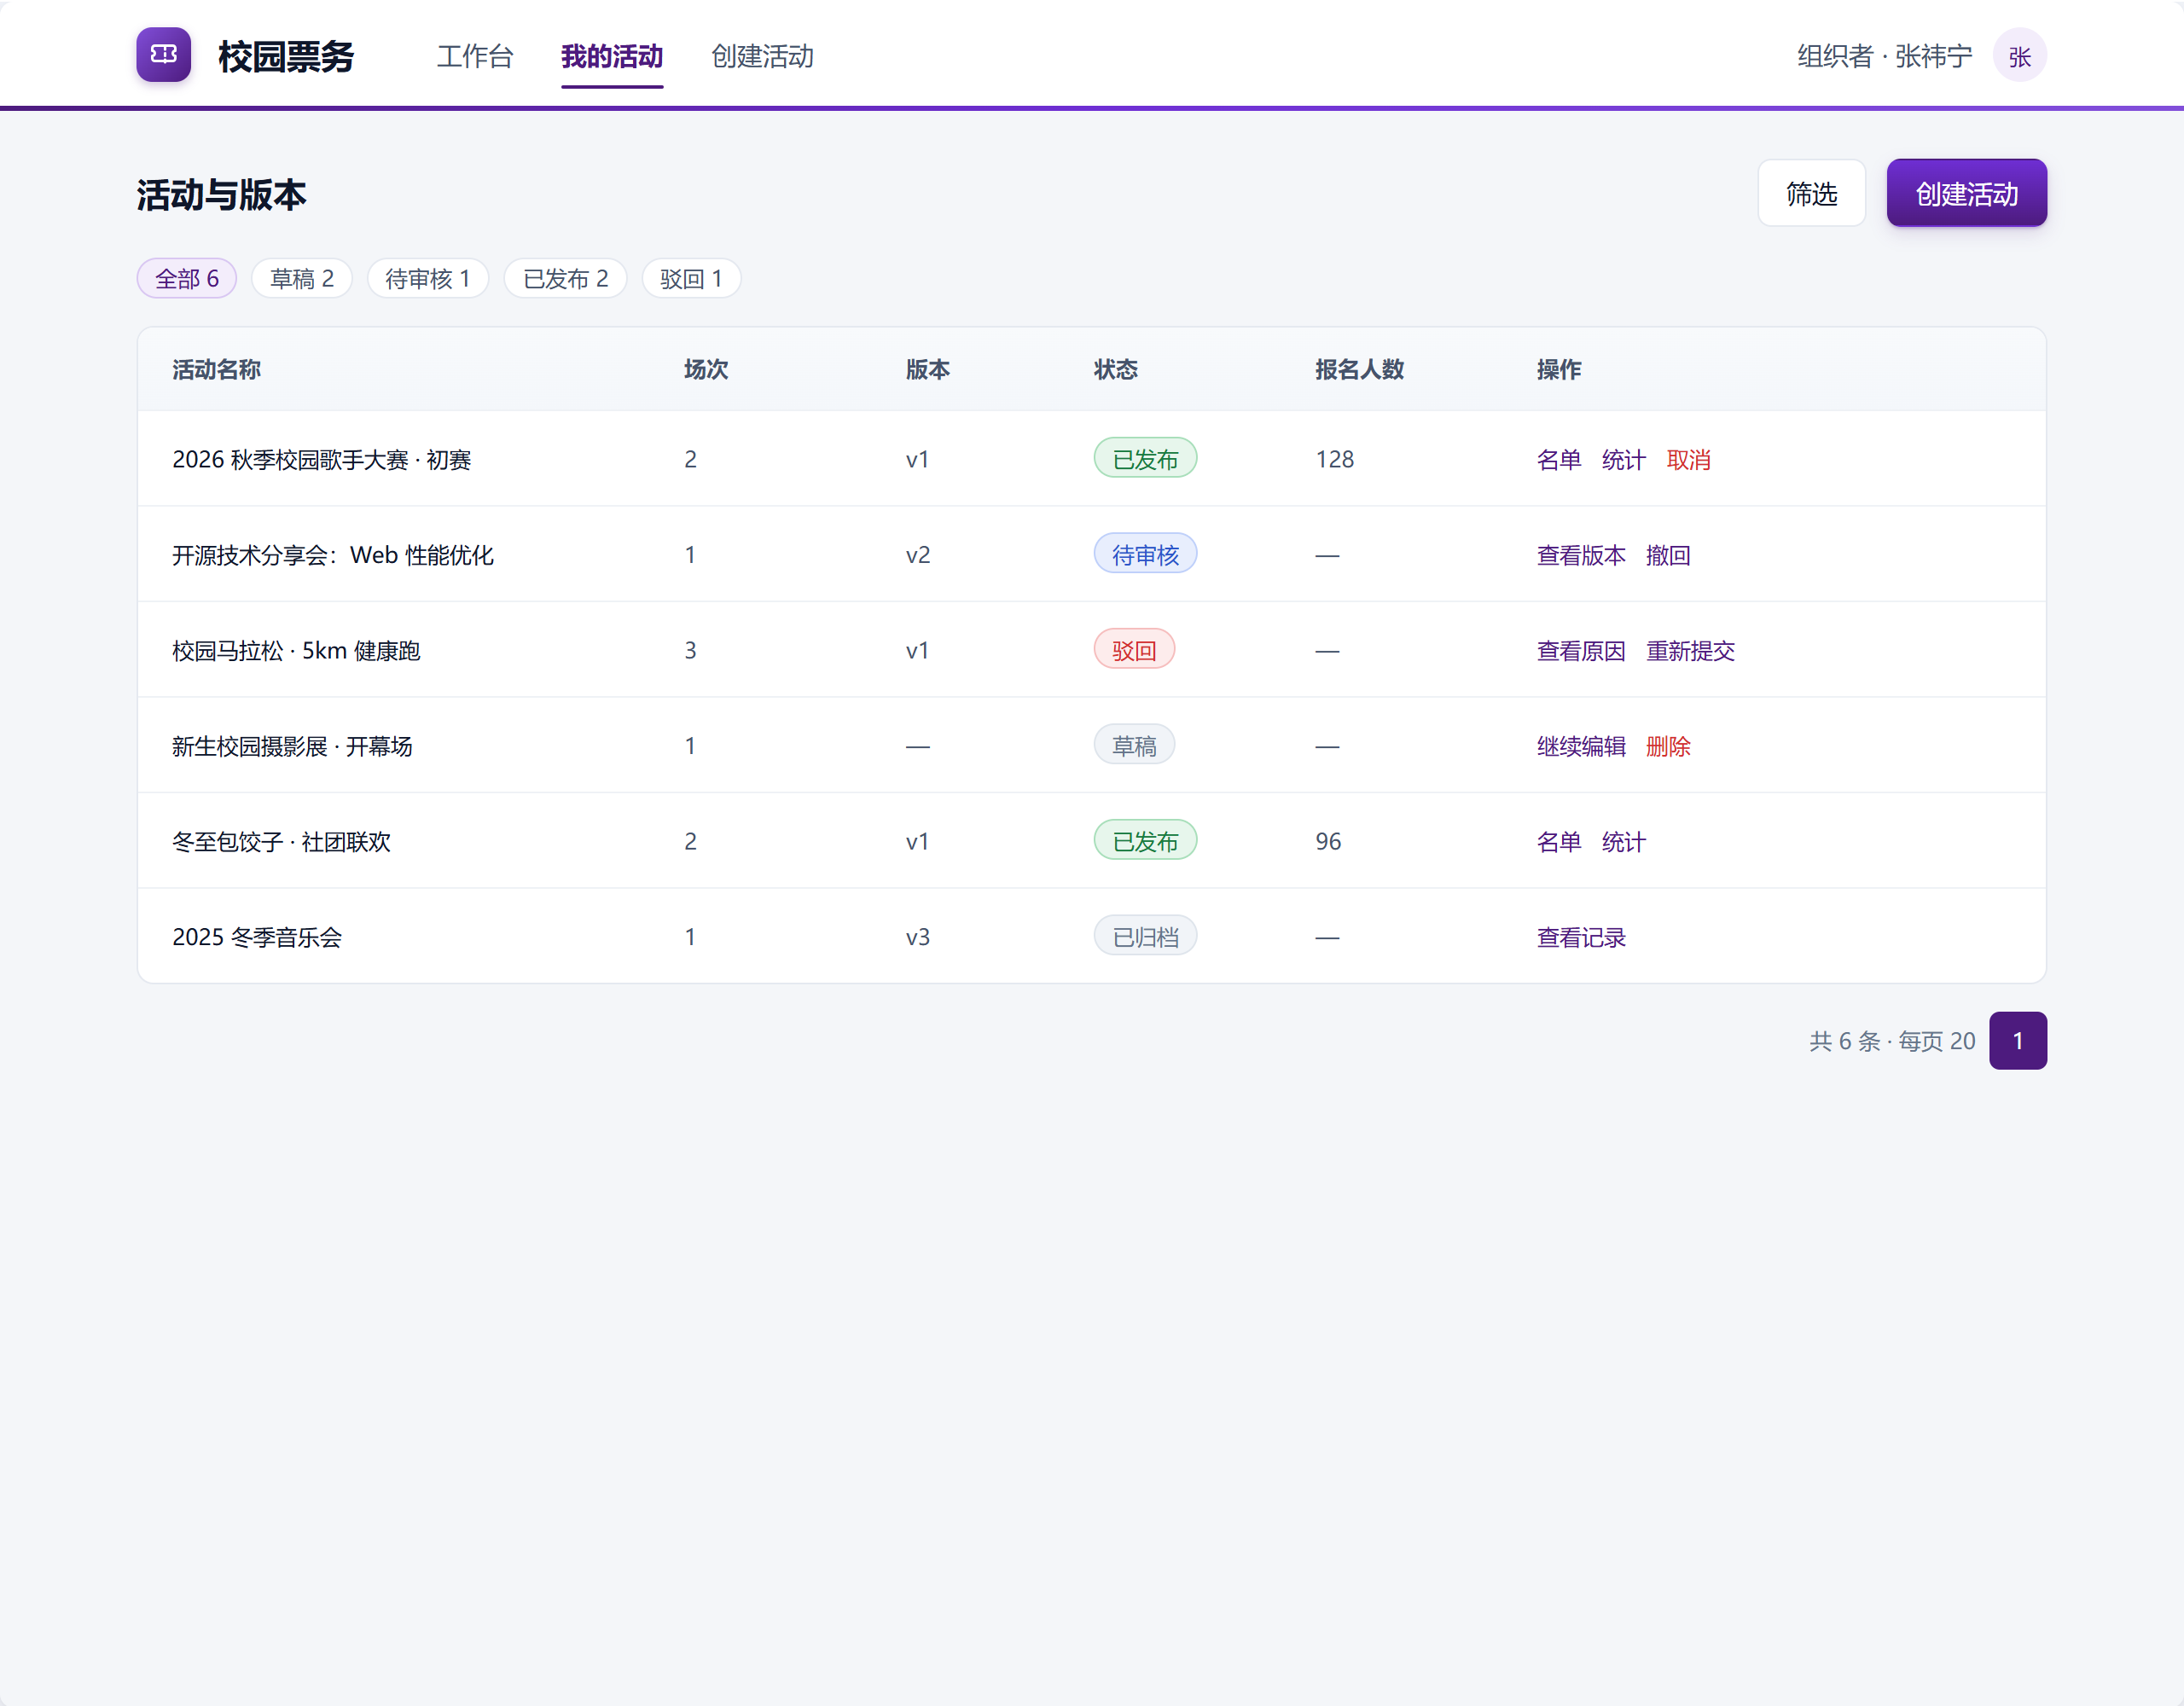 校园票务 工作台 我的活动 创建活动 组织者 · 张祎宁 张
活动与版本 筛选 创建活动
全部 6 草稿 2 待审核 1 已发布 2 驳回 1
活动名称 场次 版本 状态 报名人数 操作
2026 秋季校园歌手大赛 · 初赛 2 v1 已发布 128 名单 统计 取消
开源技术分享会：Web 性能优化 1 v2 待审核 — 查看版本 撤回
校园马拉松 · 5km 健康跑 3 v1 驳回 — 查看原因 重新提交
新生校园摄影展 · 开幕场 1 — 草稿 — 继续编辑 删除
冬至包饺子 · 社团联欢 2 v1 已发布 96 名单 统计
2025 冬季音乐会 1 v3 已归档 — 查看记录
共 6 条 · 每页 20 1